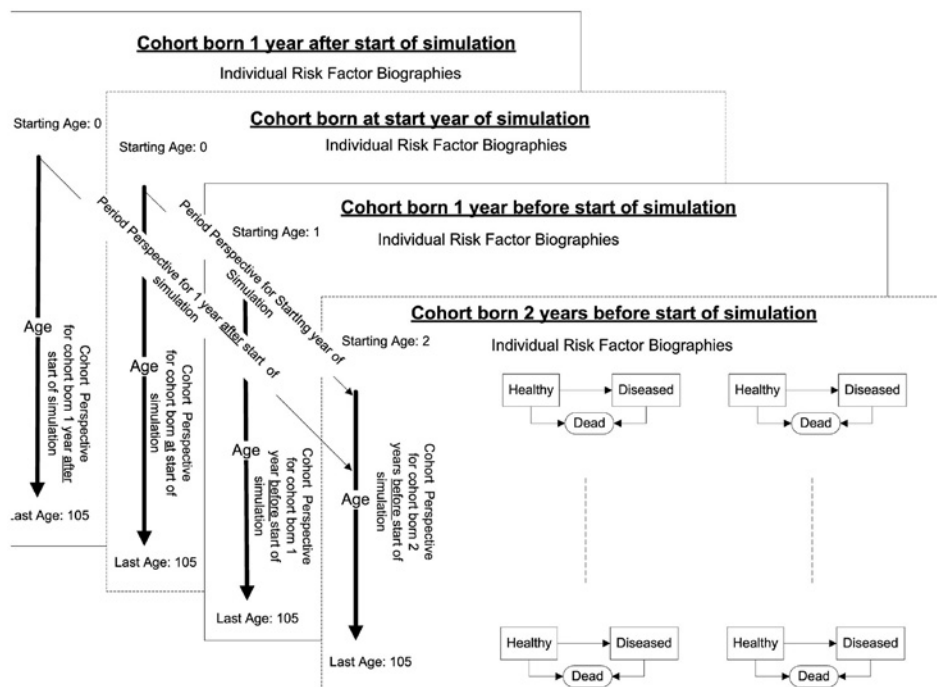 Cohort born 1 year after start of simulation
Individual Risk Factor Biographies
Starting Age: 0
Age
Cohort Perspective
for cohort born 1 year after
start of simulation
Last Age: 105
Period Perspective for 1 year after start of
simulation
Cohort born at start year of simulation
Individual Risk Factor Biographies
Starting Age: 0
Age
Cohort Perspective
for cohort born at start of
simulation
Last Age: 105
Period Perspective for Starting year of
Simulation
Cohort born 1 year before start of simulation
Individual Risk Factor Biographies
Starting Age: 1
Age
Cohort Perspective
for cohort born 1
year before start of
simulation
Last Age: 105
Cohort born 2 years before start of simulation
Individual Risk Factor Biographies
Starting Age: 2
Age
Cohort Perspective
for cohort born 2
years before start of
simulation
Last Age: 105
Healthy
Diseased
Dead
Healthy
Diseased
Dead
Healthy
Diseased
Dead
Healthy
Diseased
Dead